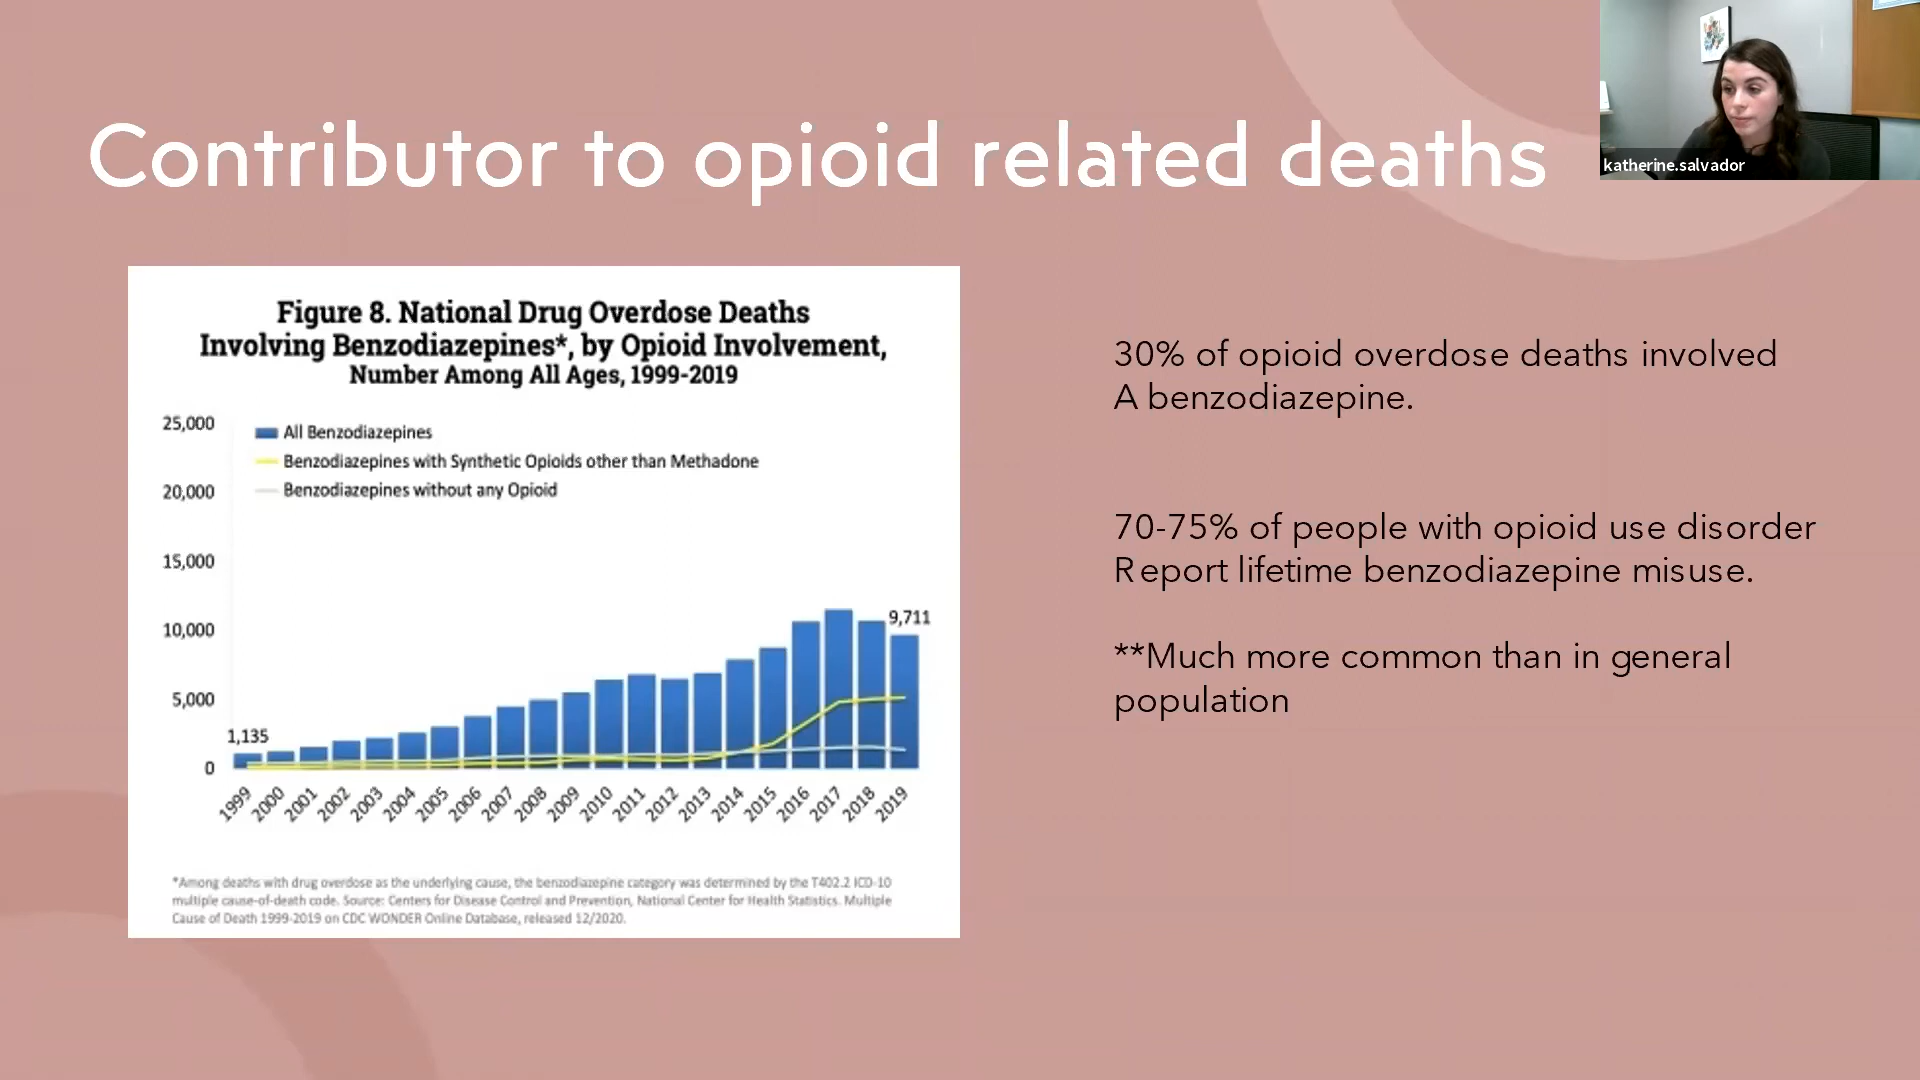 Contributor to opioid related deaths
katherine.salvador
Figure 8. National Drug Overdose Deaths
Involving Benzodiazepines*, by Opioid Involvement,
Number Among All Ages, 1999-2019
25,000
20,000
15,000
10,000
5,000
0
All Benzodiazepines
Benzodiazepines with Synthetic Opioids other than Methadone
Benzodiazepines without any Opioid
1,135
9,711
1999
2000
2001
2002
2003
2004
2005
2006
2007
2008
2009
2010
2011
2012
2013
2014
2015
2016
2017
2018
2019
*Among deaths with drug overdose as the underlying cause, the benzodiazepine category was determined by the T402.2 ICD-10
multiple cause-of-death code. Source: Centers for Disease Control and Prevention, National Center for Health Statistics. Multiple
Cause of Death 1999-2019 on CDC WONDER Online Database, released 12/2020.
30% of opioid overdose deaths involved
A benzodiazepine.
70-75% of people with opioid use disorder
Report lifetime benzodiazepine misuse.
**Much more common than in general
population